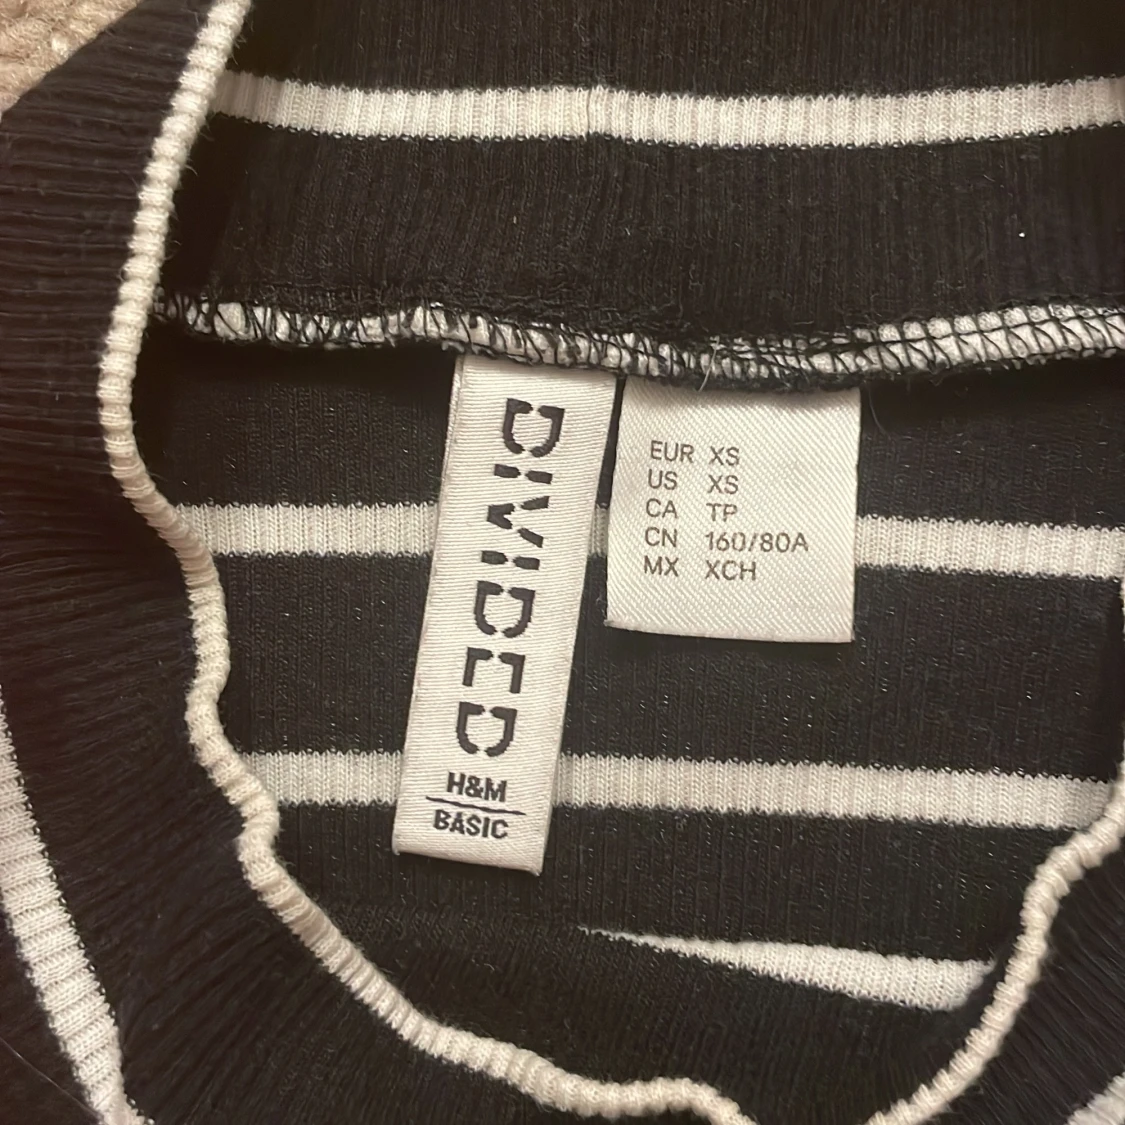 DIVIDED
H&M
BASIC
EUR XS
US XS
CA TP
CN 160/80A
MX XCH